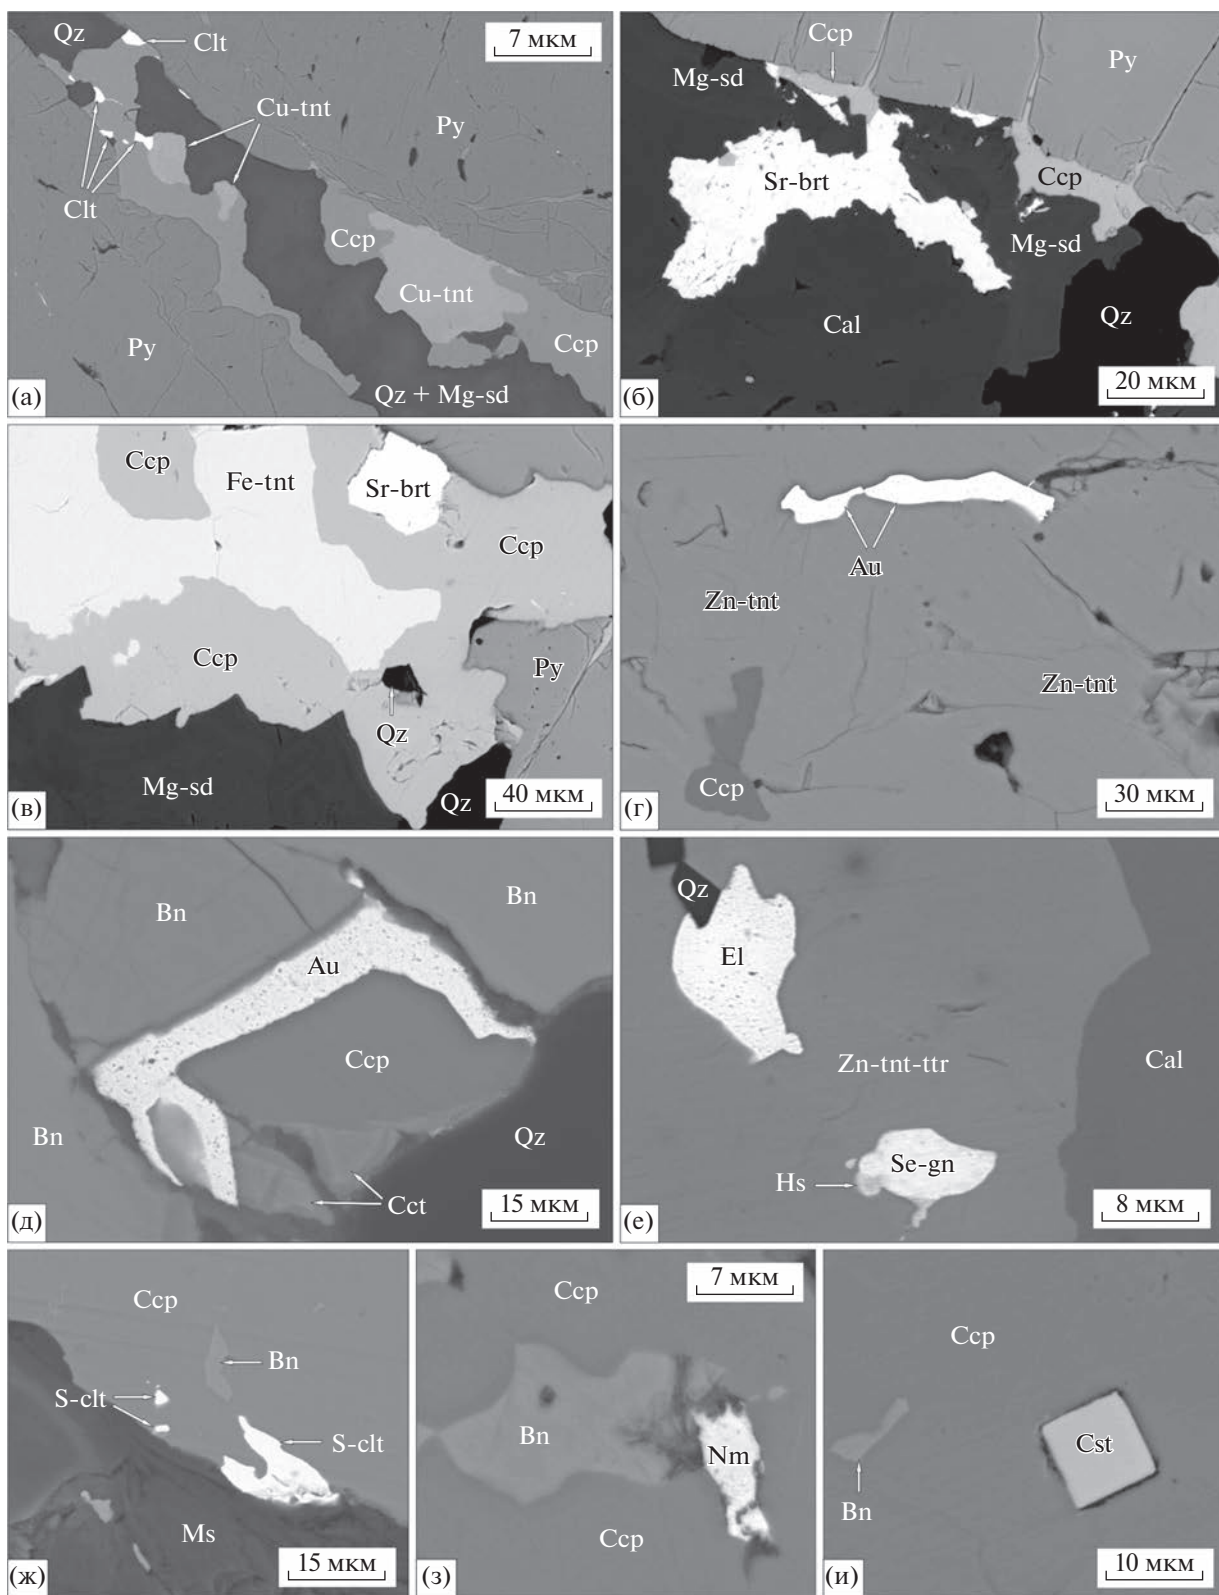 Qz
Clt
7 мкм
Cu-tnt
Py
Clt
Ccp
Cu-tnt
Py
Ccp
(а)
Qz + Mg-sd
Ccp
Mg-sd
Py
Sr-brt
Ccp
Mg-sd
Cal
Qz
(б)
20 мкм
Ccp
Fe-tnt
Sr-brt
Ccp
Ccp
Py
Qz
Mg-sd
Qz
(в)
40 мкм
Au
Zn-tnt
Zn-tnt
Ccp
(г)
30 мкм
Bn
Bn
Au
Ccp
Bn
Qz
Cct
(д)
15 мкм
Qz
El
Zn-tnt-ttr
Cal
Se-gn
Hs
(е)
8 мкм
Ccp
Bn
S-clt
S-clt
Ms
(ж)
15 мкм
7 мкм
Ccp
Bn
Nm
Ccp
(з)
Ccp
Cst
Bn
(и)
10 мкм